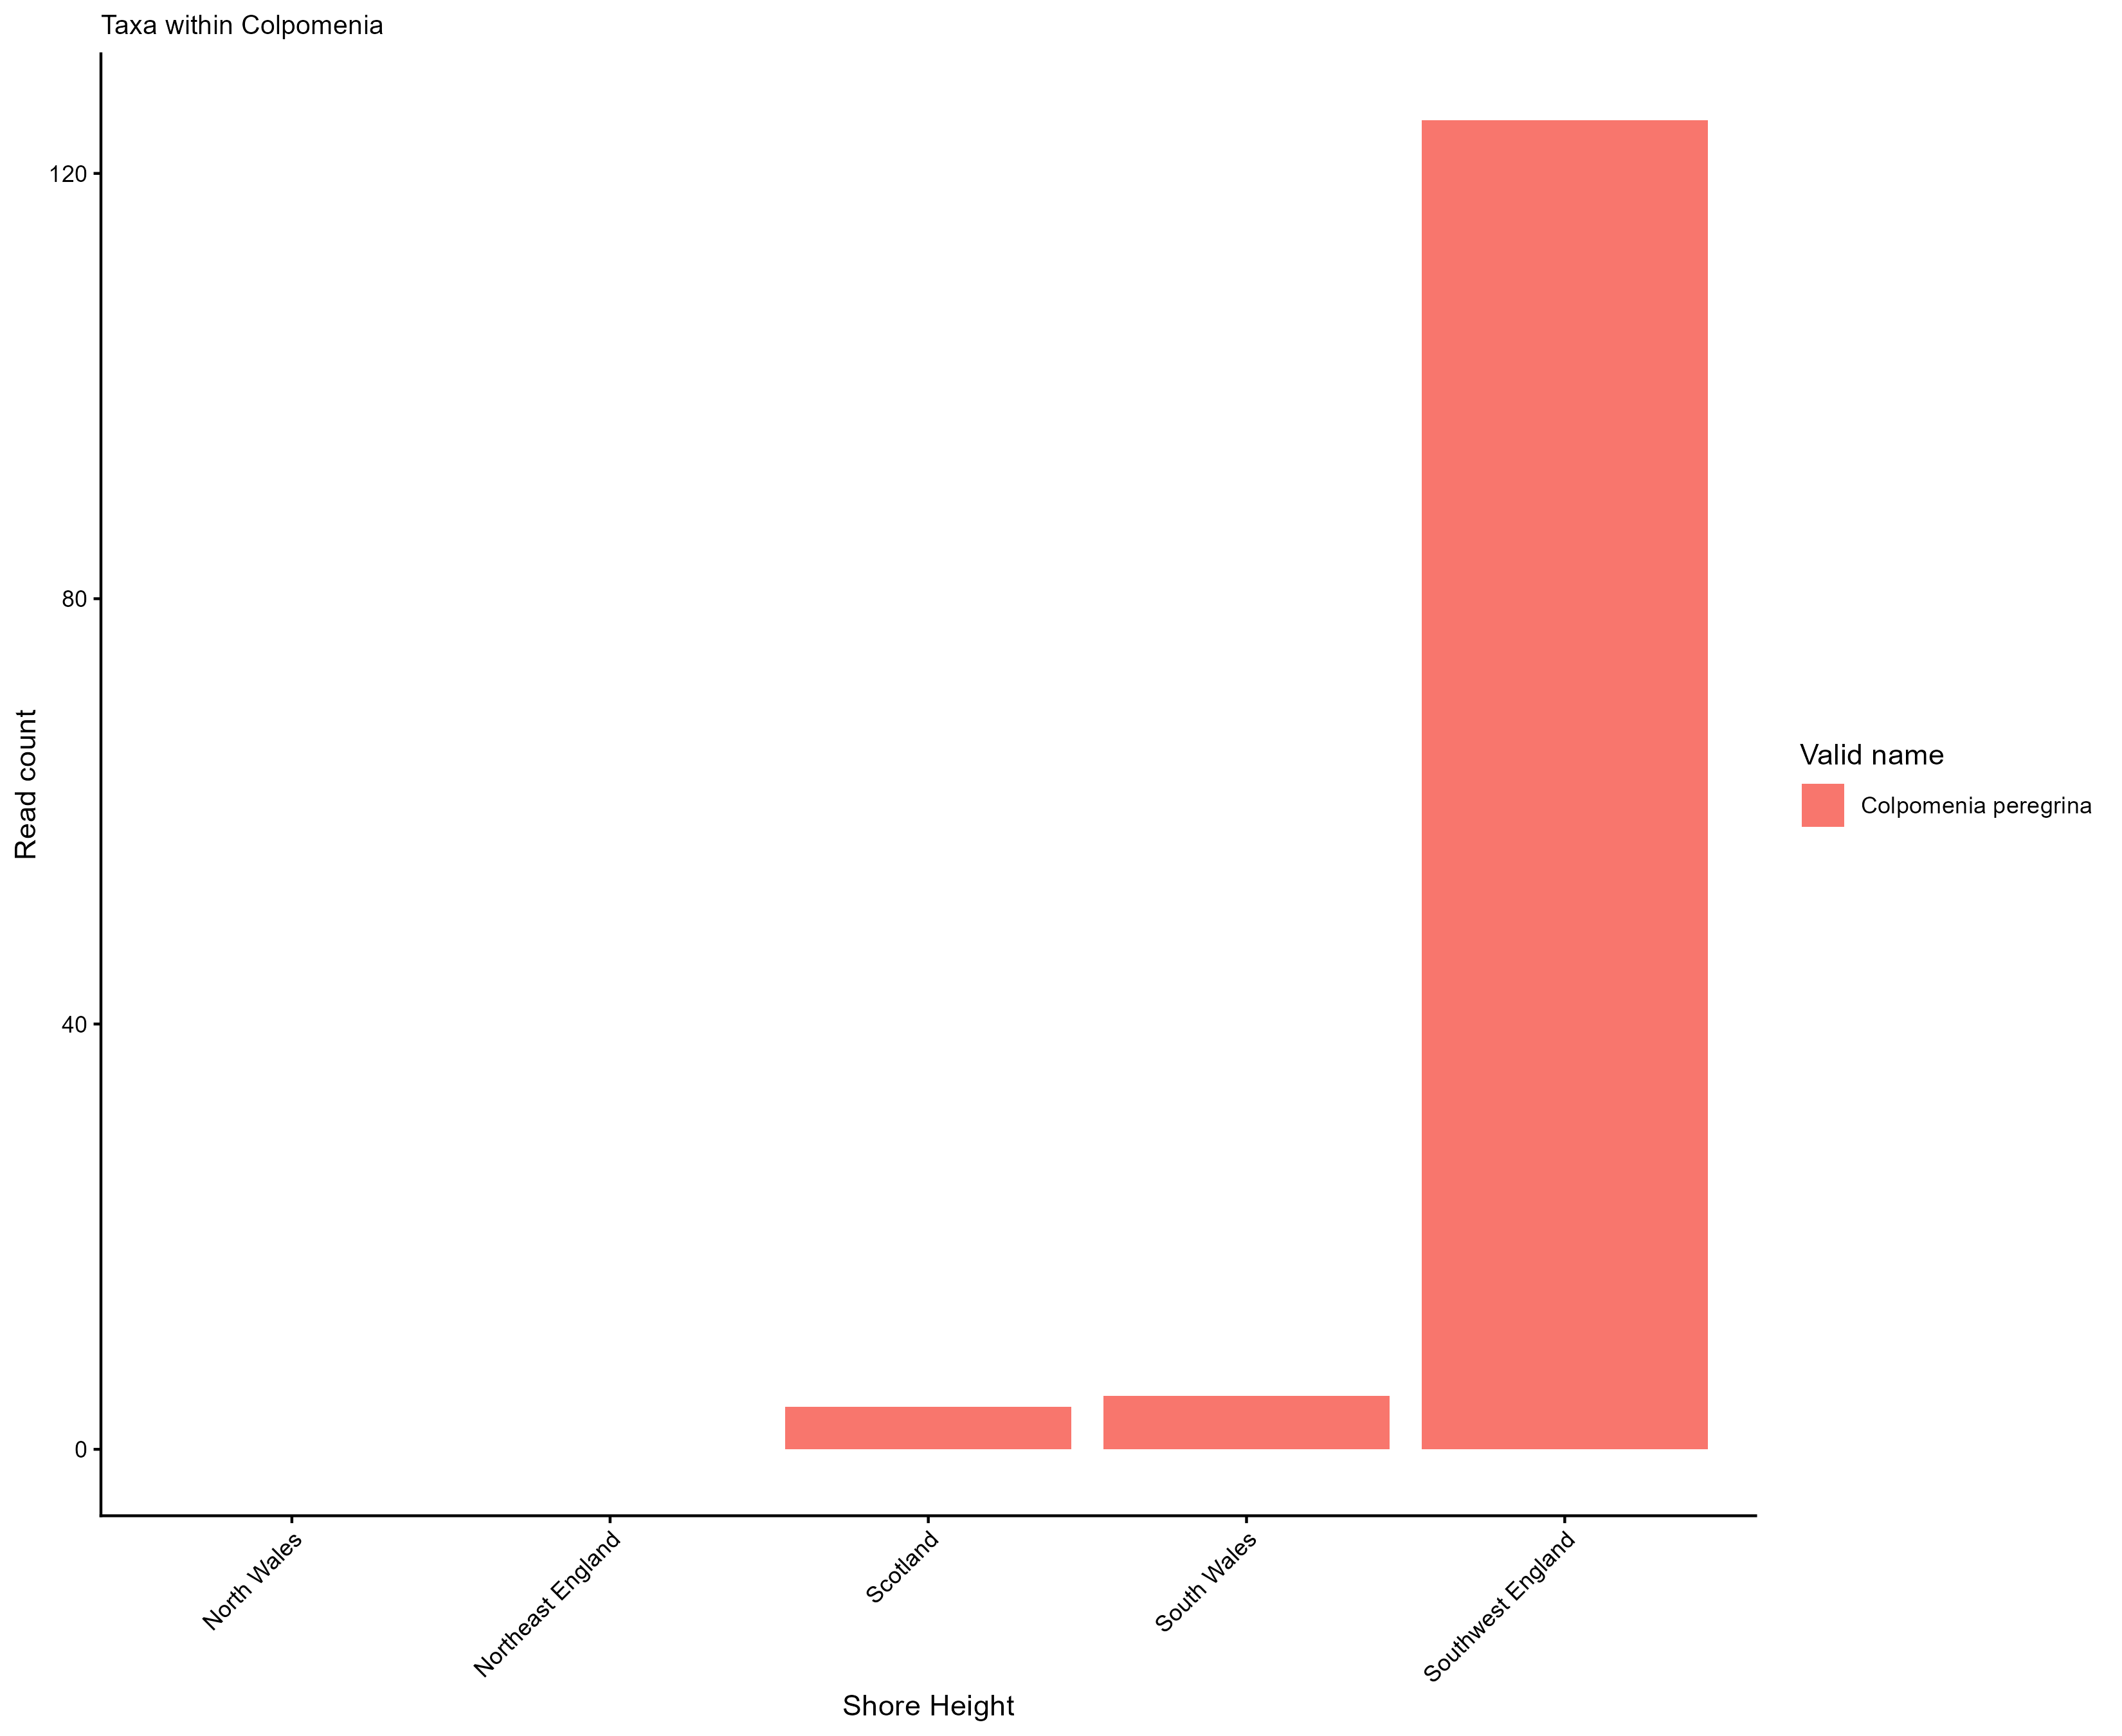 Taxa within Colpomenia
120
80
40
0
Read count
North Wales
Northeast England
Scotland
South Wales
Southwest England
Shore Height
Valid name
Colpomenia peregrina